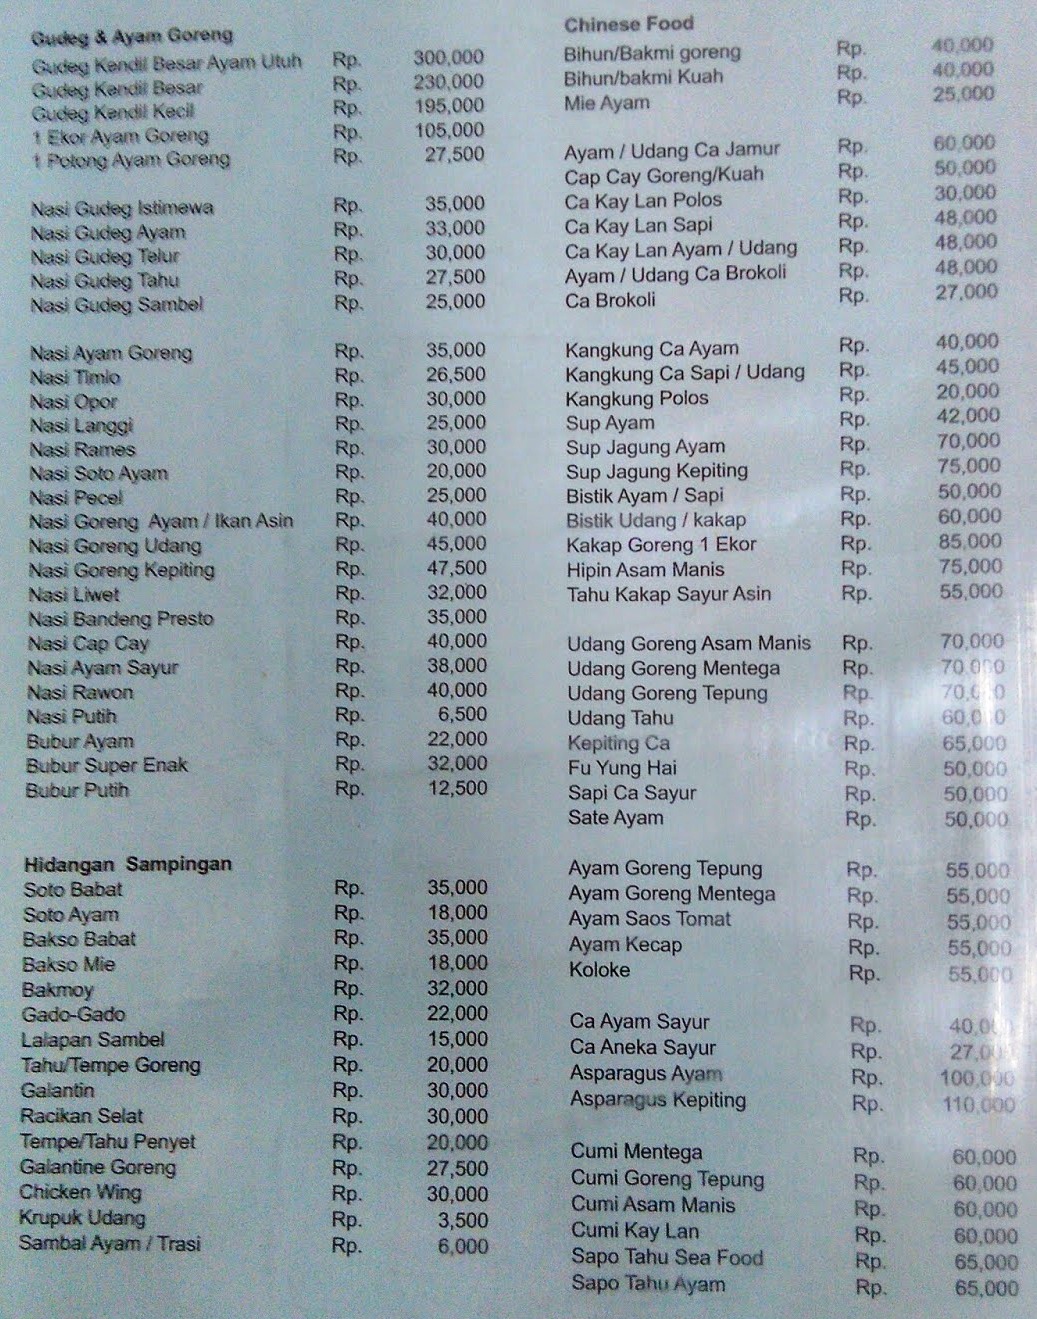 Gudeg & Ayam Goreng
Gudeg Kendil Besar Ayam Utuh Rp. 300,000
Gudeg Kendil Besar Rp. 230,000
Gudeg Kendil Kecil Rp. 195,000
1 Ekor Ayam Goreng Rp. 105,000
1 Potong Ayam Goreng Rp. 27,500
Nasi Gudeg Istimewa Rp. 35,000
Nasi Gudeg Ayam Rp. 33,000
Nasi Gudeg Telur Rp. 30,000
Nasi Gudeg Tahu Rp. 27,500
Nasi Gudeg Sambel Rp. 25,000
Nasi Ayam Goreng Rp. 35,000
Nasi Timlo Rp. 26,500
Nasi Opor Rp. 30,000
Nasi Langgi Rp. 25,000
Nasi Rames Rp. 30,000
Nasi Soto Ayam Rp. 20,000
Nasi Pecel Rp. 25,000
Nasi Goreng Ayam / Ikan Asin Rp. 40,000
Nasi Goreng Udang Rp. 45,000
Nasi Goreng Kepiting Rp. 47,500
Nasi Liwet Rp. 32,000
Nasi Bandeng Presto Rp. 35,000
Nasi Cap Cay Rp. 40,000
Nasi Ayam Sayur Rp. 38,000
Nasi Rawon Rp. 40,000
Nasi Putih Rp. 6,500
Bubur Ayam Rp. 22,000
Bubur Super Enak Rp. 32,000
Bubur Putih Rp. 12,500
Hidangan Sampingan
Soto Babat Rp. 35,000
Soto Ayam Rp. 18,000
Bakso Babat Rp. 35,000
Bakso Mie Rp. 18,000
Bakmoy Rp. 32,000
Gado-Gado Rp. 22,000
Lalapan Sambel Rp. 15,000
Tahu/Tempe Goreng Rp. 20,000
Galantin Rp. 30,000
Racikan Selat Rp. 30,000
Tempe/Tahu Penyet Rp. 20,000
Galantine Goreng Rp. 27,500
Chicken Wing Rp. 30,000
Krupuk Udang Rp. 3,500
Sambal Ayam / Trasi Rp. 6,000
Chinese Food
Bihun/Bakmi goreng Rp. 40,000
Bihun/bakmi Kuah Rp. 40,000
Mie Ayam Rp. 25,000
Ayam / Udang Ca Jamur Rp. 60,000
Cap Cay Goreng/Kuah Rp. 50,000
Ca Kay Lan Polos Rp. 30,000
Ca Kay Lan Sapi Rp. 48,000
Ca Kay Lan Ayam / Udang Rp. 48,000
Ayam / Udang Ca Brokoli Rp. 48,000
Ca Brokoli Rp. 27,000
Kangkung Ca Ayam Rp. 40,000
Kangkung Ca Sapi / Udang Rp. 45,000
Kangkung Polos Rp. 20,000
Sup Ayam Rp. 42,000
Sup Jagung Ayam Rp. 70,000
Sup Jagung Kepiting Rp. 75,000
Bistik Ayam / Sapi Rp. 50,000
Bistik Udang / kakap Rp. 60,000
Kakap Goreng 1 Ekor Rp. 85,000
Hipin Asam Manis Rp. 75,000
Tahu Kakap Sayur Asin Rp. 55,000
Udang Goreng Asam Manis Rp. 70,000
Udang Goreng Mentega Rp. 70,000
Udang Goreng Tepung Rp. 70,000
Udang Tahu Rp. 60,000
Kepiting Ca Rp. 65,000
Fu Yung Hai Rp. 50,000
Sapi Ca Sayur Rp. 50,000
Sate Ayam Rp. 50,000
Ayam Goreng Tepung Rp. 55,000
Ayam Goreng Mentega Rp. 55,000
Ayam Saos Tomat Rp. 55,000
Ayam Kecap Rp. 55,000
Koloke Rp. 55,000
Ca Ayam Sayur Rp.
Ca Aneka Sayur Rp.
Asparagus Ayam Rp. 100,000
Asparagus Kepiting Rp. 110,000
Cumi Mentega Rp. 60,000
Cumi Goreng Tepung Rp. 60,000
Cumi Asam Manis Rp. 60,000
Cumi Kay Lan Rp. 60,000
Sapo Tahu Sea Food Rp. 65,000
Sapo Tahu Ayam Rp. 65,000